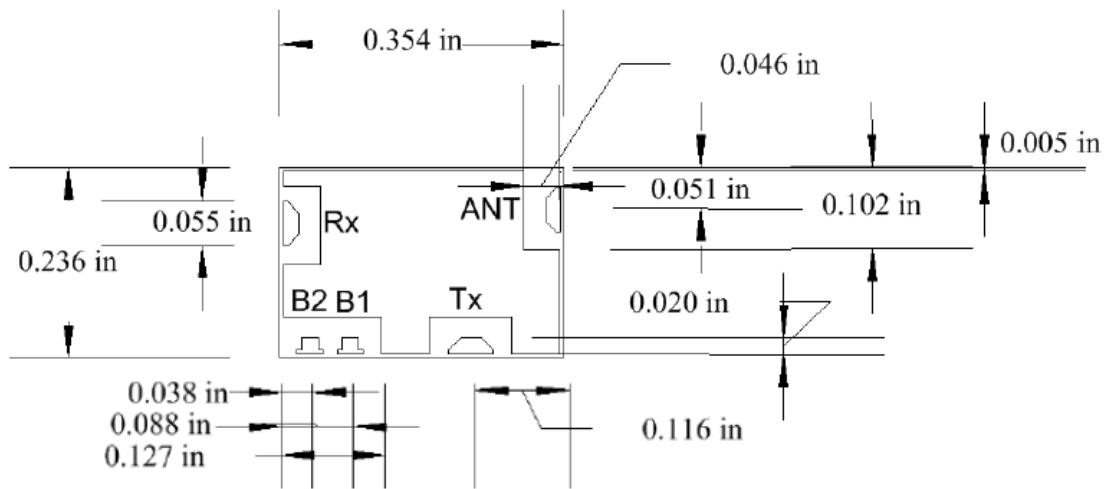 0.354 in
0.046 in
0.005 in
0.051 in
0.102 in
0.055 in
0.236 in
Rx
ANT
B2 B1
Tx
0.020 in
0.038 in
0.088 in
0.127 in
0.116 in